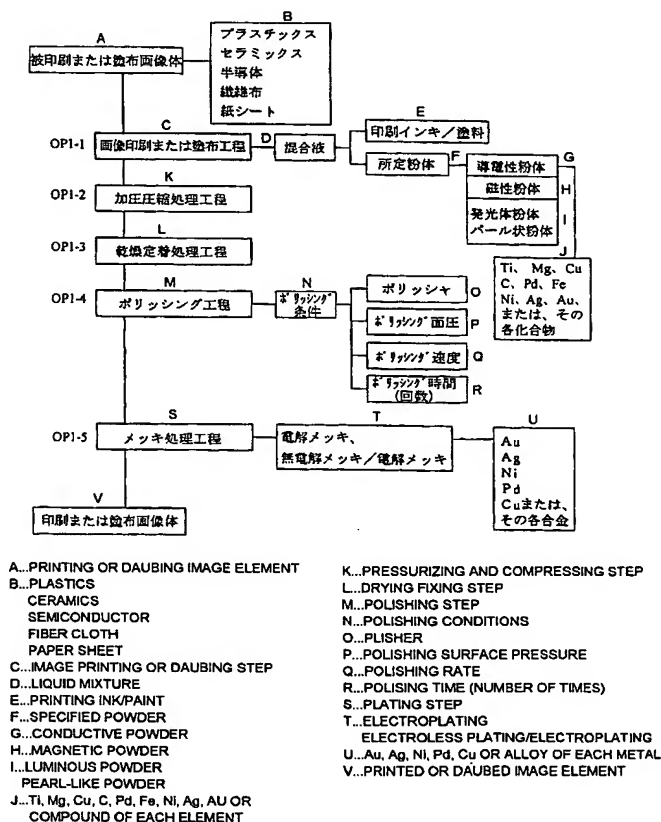 B
プラスチックス
セラミックス
半導体
繊維布
紙シート
A
被印刷または塗布画像体
C
OP1-1 画像印刷または塗布工程
D
混合液
E
印刷インキ/塗料
所定粉体
F
G
導電性粉体
磁性粉体
H
発光体粉体
パール状粉体
I
J
Ti、Mg、Cu
C、Pd、Fe
Ni、Ag、Au、
または、その
各化合物
K
OP1-2 加圧圧縮処理工程
L
OP1-3 乾燥定着処理工程
M
OP1-4 ポリッシング工程
N
ポリッシング
条件
ポリッシャ O
ポリッシング面圧 P
ポリッシング速度 Q
ポリッシング時間
(回数)
R
S
OP1-5 メッキ処理工程
T
電解メッキ、
無電解メッキ/電解メッキ
U
Au
Ag
Ni
Pd
Cuまたは、
その各合金
V
印刷または塗布画像体
A...PRINTING OR DAUBING IMAGE ELEMENT
B...PLASTICS
CERAMICS
SEMICONDUCTOR
FIBER CLOTH
PAPER SHEET
C...IMAGE PRINTING OR DAUBING STEP
D...LIQUID MIXTURE
E...PRINTING INK/PAINT
F...SPECIFIED POWDER
G...CONDUCTIVE POWDER
H...MAGNETIC POWDER
I...LUMINOUS POWDER
PEARL-LIKE POWDER
J...Ti, Mg, Cu, C, Pd, Fe, Ni, Ag, AU OR
COMPOUND OF EACH ELEMENT
K...PRESSURIZING AND COMPRESSING STEP
L...DRYING FIXING STEP
M...POLISHING STEP
N...POLISHING CONDITIONS
O...PLISHER
P...POLISHING SURFACE PRESSURE
Q...POLISHING RATE
R...POLISING TIME (NUMBER OF TIMES)
S...PLATING STEP
T...ELECTROPLATING
ELECTROLESS PLATING/ELECTROPLATING
U...Au, Ag, Ni, Pd, Cu OR ALLOY OF EACH METAL
V...PRINTED OR DAUBED IMAGE ELEMENT